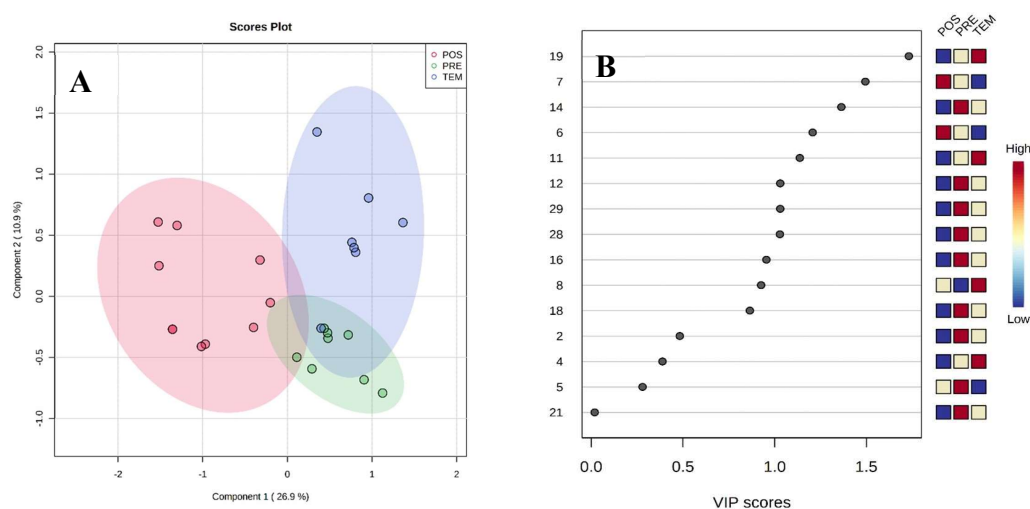 Scores Plot
A
POS
PRE
TEM
2.0
1.5
1.0
0.5
0.0
-0.5
-1.0
Component 2 ( 10.9 %)
-2
-1
0
1
2
Component 1 ( 26.9 %)
B
POS
PRE
TEM
19
7
14
6
11
12
29
28
16
8
18
2
4
5
21
0.0
0.5
1.0
1.5
VIP scores
High
Low